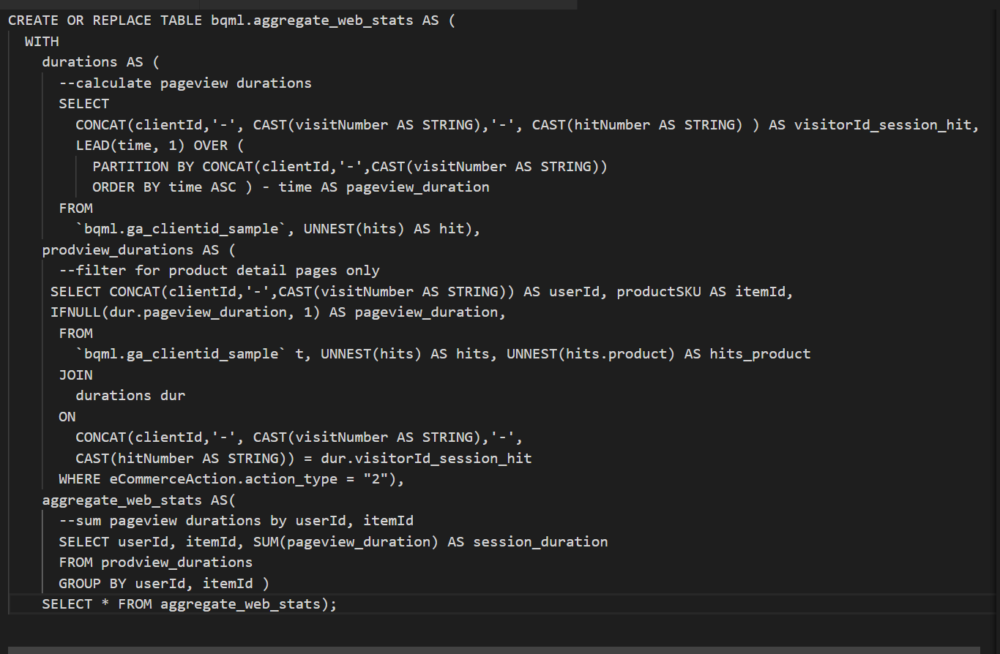 CREATE OR REPLACE TABLE bqml.aggregate_web_stats AS (
  WITH
    durations AS (
      --calculate pageview durations
      SELECT
        CONCAT(clientId,'-', CAST(visitNumber AS STRING),'-', CAST(hitNumber AS STRING) ) AS visitorId_session_hit,
        LEAD(time, 1) OVER (
          PARTITION BY CONCAT(clientId,'-',CAST(visitNumber AS STRING))
          ORDER BY time ASC ) - time AS pageview_duration
      FROM
        `bqml.ga_clientid_sample`, UNNEST(hits) AS hit),
    prodview_durations AS (
      --filter for product detail pages only
     SELECT CONCAT(clientId,'-',CAST(visitNumber AS STRING)) AS userId, productSKU AS itemId,
     IFNULL(dur.pageview_duration, 1) AS pageview_duration,
      FROM
        `bqml.ga_clientid_sample` t, UNNEST(hits) AS hits, UNNEST(hits.product) AS hits_product
      JOIN
        durations dur
      ON
        CONCAT(clientId,'-', CAST(visitNumber AS STRING),'-',
        CAST(hitNumber AS STRING)) = dur.visitorId_session_hit
      WHERE eCommerceAction.action_type = "2"),
    aggregate_web_stats AS(
      --sum pageview durations by userId, itemId
      SELECT userId, itemId, SUM(pageview_duration) AS session_duration
      FROM prodview_durations
      GROUP BY userId, itemId )
    SELECT * FROM aggregate_web_stats);